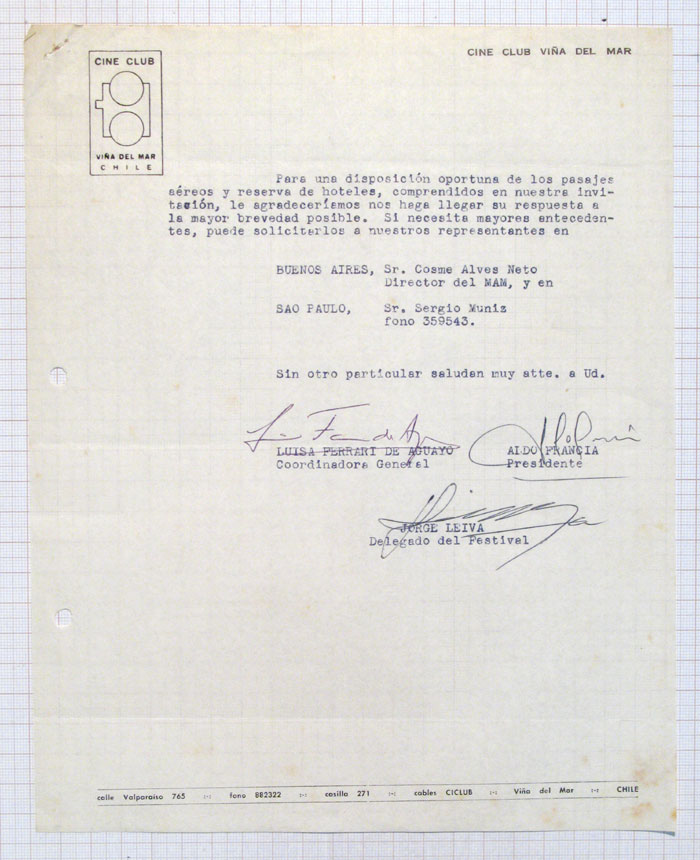 CINE CLUB
VIÑA DEL MAR
CHILE
CINE CLUB VIÑA DEL MAR
Para una disposición oportuna de los pasajes
aéreos y reserva de hoteles, comprendidos en nuestra invi-
tación, le agradeceríamos nos haga llegar su respuesta a
la mayor brevedad posible. Si necesita mayores anteceden-
tes, puede solicitarlos a nuestros representantes en
BUENOS AIRES, Sr. Cosme Alves Neto
Director del MAM, y en
SAO PAULO, Sr. Sergio Muniz
fono 359543.
Sin otro particular saludan muy atte. a Ud.
LUISA FERRARI DE AGUAYO
Coordinadora General
ALDO FRANCIA
Presidente
JORGE LEIVA
Delegado del Festival
calle Valparaíso 765 :-: fono 882322 :-: casilla 271 :-: cables CICLUB :-: Viña del Mar :-: CHILE